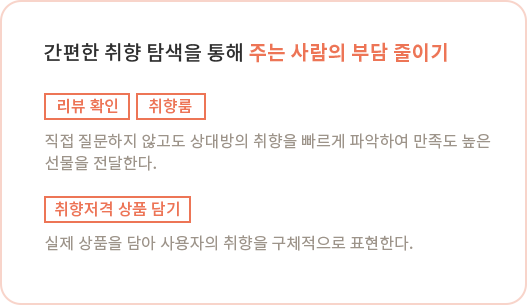 간편한 취향 탐색을 통해 주는 사람의 부담 줄이기
리뷰 확인 취향룸
직접 질문하지 않고도 상대방의 취향을 빠르게 파악하여 만족도 높은
선물을 전달한다.
취향저격 상품 담기
실제 상품을 담아 사용자의 취향을 구체적으로 표현한다.